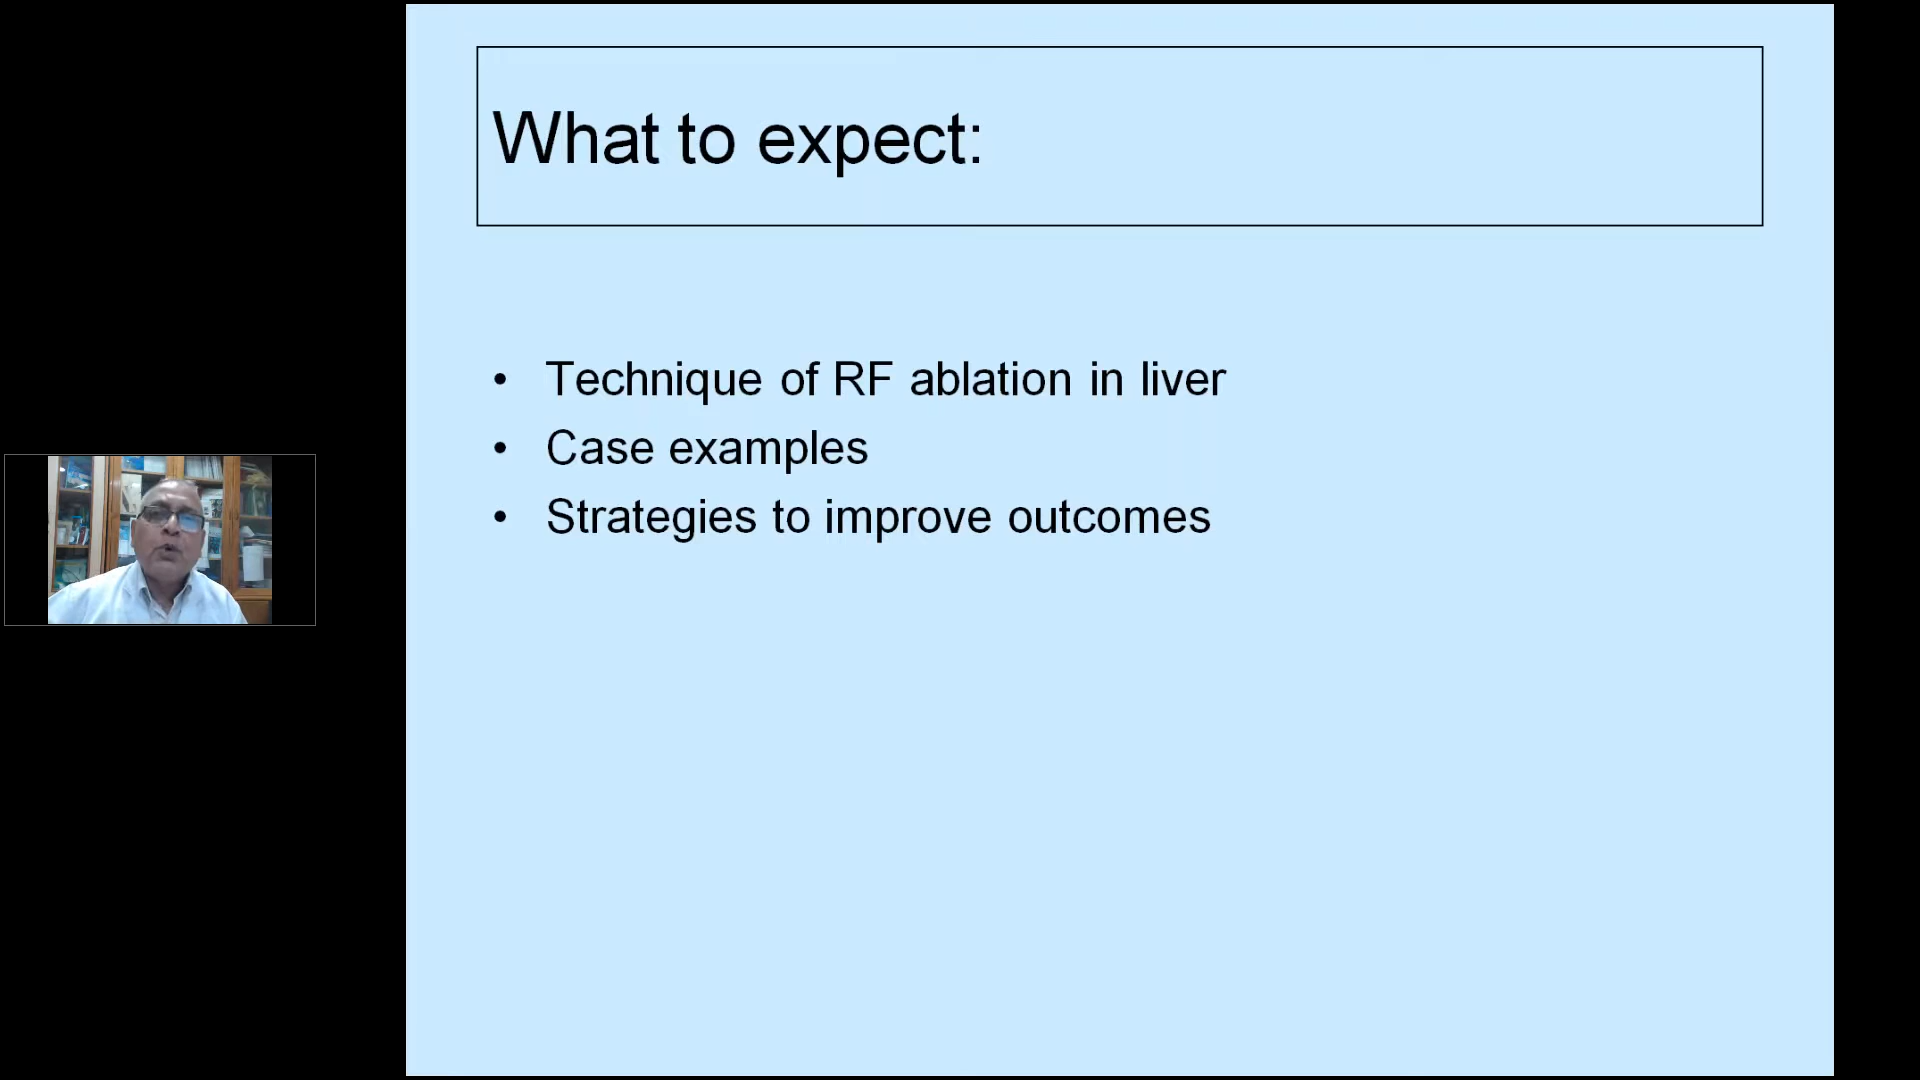 What to expect:
• Technique of RF ablation in liver
• Case examples
• Strategies to improve outcomes